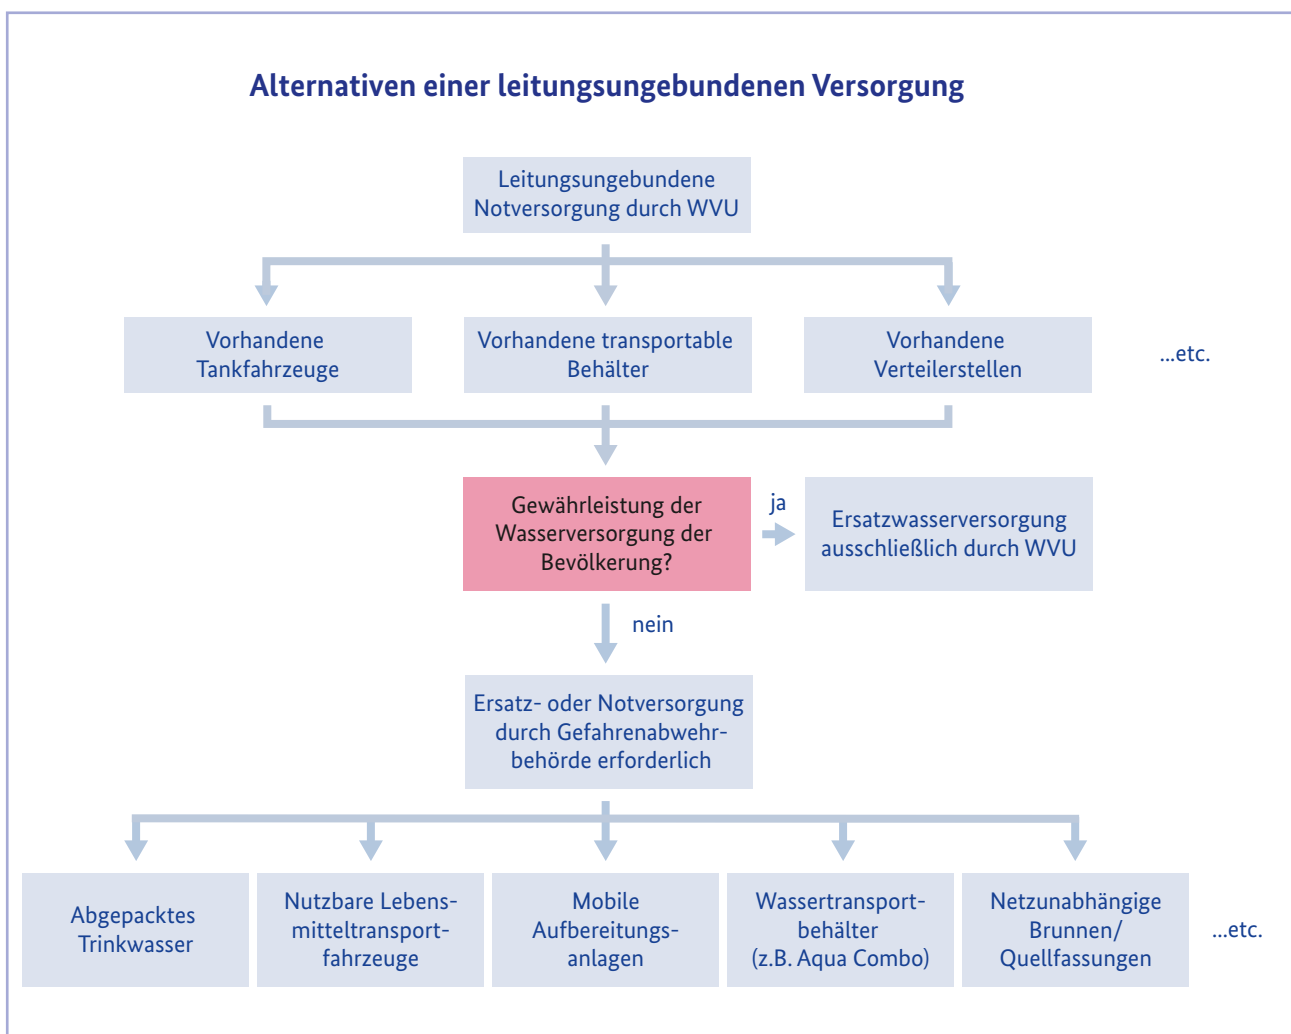 Alternativen einer leitungsungebundenen Versorgung
Leitungsungebundene
Notversorgung durch WVU
Vorhandene
Tankfahrzeuge
Vorhandene transportable
Behälter
Vorhandene
Verteilerstellen
...etc.
Gewährleistung der
Wasserversorgung der
Bevölkerung?
ja
Ersatzwasserversorgung
ausschließlich durch WVU
nein
Ersatz- oder Notversorgung
durch Gefahrenabwehr-
behörde erforderlich
Abgepacktes
Trinkwasser
Nutzbare Lebens-
mitteltransport-
fahrzeuge
Mobile
Aufbereitungs-
anlagen
Wassertransport-
behälter
(z.B. Aqua Combo)
Netzunabhängige
Brunnen/
Quellfassungen
...etc.